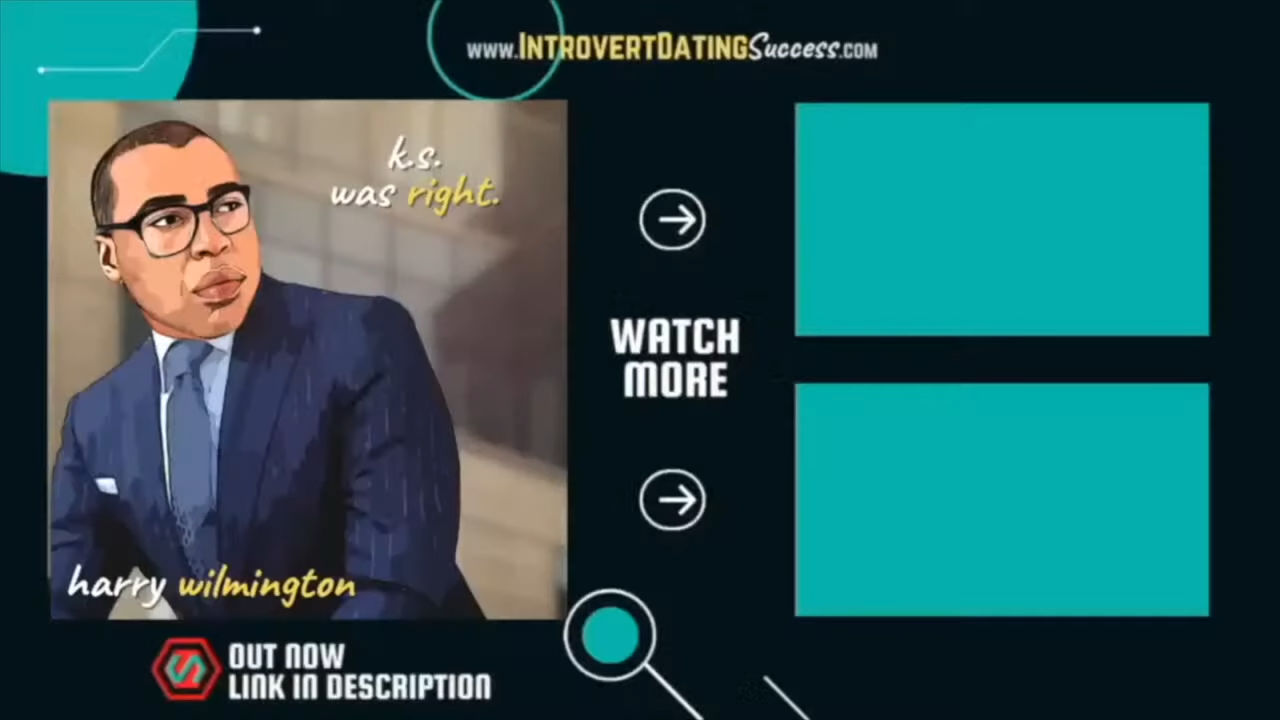 www.IntrovertDatingSuccess.com
k.s.
was right.
harry wilmington
WATCH
MORE
OUT NOW
LINK IN DESCRIPTION